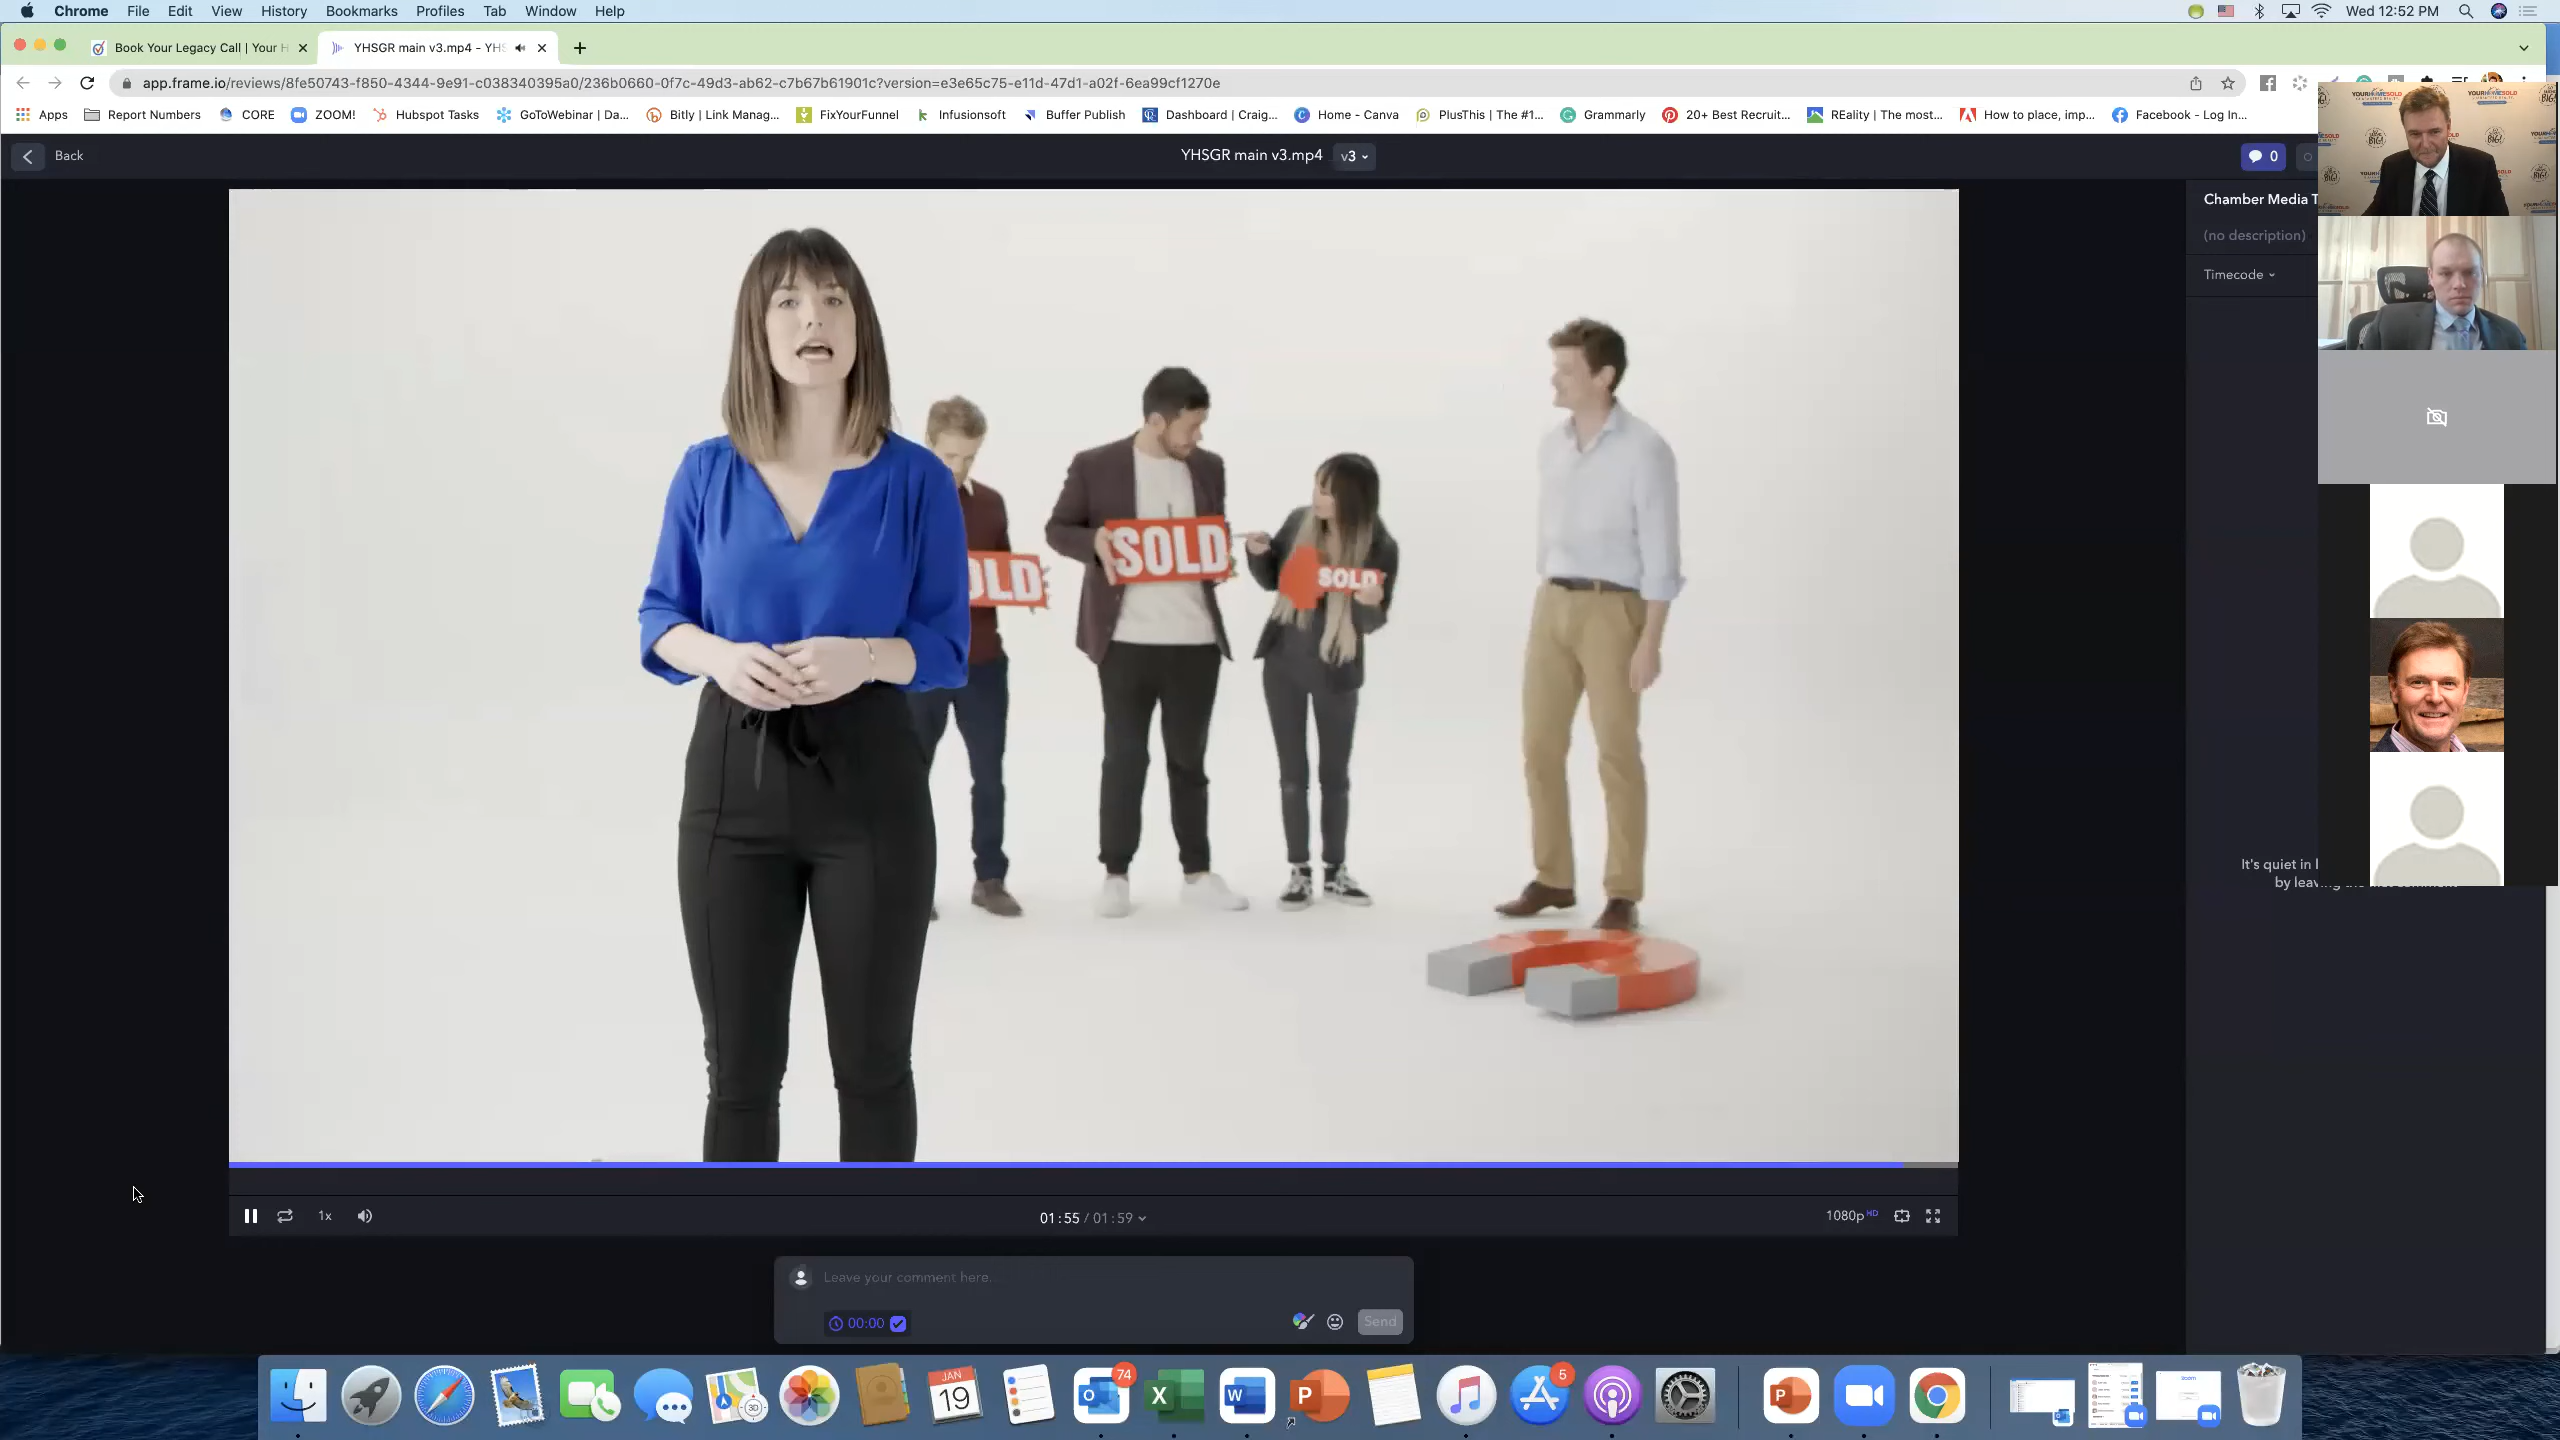 Chrome File Edit View History Bookmarks Profiles Tab Window Help Wed 12:52 PM
Book Your Legacy Call | Your H YHSGR main v3.mp4 - YHS
app.frame.io/reviews/8fe50743-f850-4344-9e91-c038340395a0/236b0660-0f7c-49d3-ab62-c7b67b61901c?version=e3e65c75-e11d-47d1-a02f-6ea99cf1270e
Apps Report Numbers CORE ZOOM! Hubspot Tasks GoToWebinar | Da... Bitly | Link Manag... FixYourFunnel Infusionsoft Buffer Publish Dashboard | Craig... Home - Canva PlusThis | The #1... Grammarly 20+ Best Recruit... REality | The most... How to place, imp... Facebook - Log In...
Back YHSGR main v3.mp4 v3 0
Chamber Media T
(no description)
Timecode
OLD SOLD SOLD
It's quiet in
by leaving
01:55 / 01:59 1x 1080p HD
Leave your comment here...
00:00 Send
JAN
19
74
5
3D